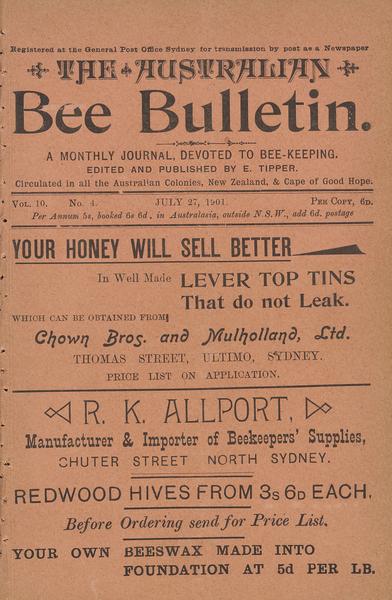 Registered at the General Post Office Sydney for transmission by post as a Newspaper
THE AUSTRALIAN
Bee Bulletin.
A MONTHLY JOURNAL, DEVOTED TO BEE-KEEPING.
EDITED AND PUBLISHED BY E. TIPPER.
Circulated in all the Australian Colonies, New Zealand, & Cape of Good Hope.
VOL. 10. No. 4. JULY 27, 1901. PER COPY, 6D.
Per Annum 5s, booked 6s 6d, in Australasia, outside N.S.W., add 6d. postage
YOUR HONEY WILL SELL BETTER
In Well Made LEVER TOP TINS
That do not Leak.
WHICH CAN BE OBTAINED FROM
Chown Bros. and Mulholland, Ltd.
THOMAS STREET, ULTIMO, SYDNEY.
PRICE LIST ON APPLICATION.
R. K. ALLPORT,
Manufacturer & Importer of Beekeepers' Supplies,
CHUTER STREET NORTH SYDNEY.
REDWOOD HIVES FROM 3s 6D EACH.
Before Ordering send for Price List.
YOUR OWN BEESWAX MADE INTO
FOUNDATION AT 5d PER LB.